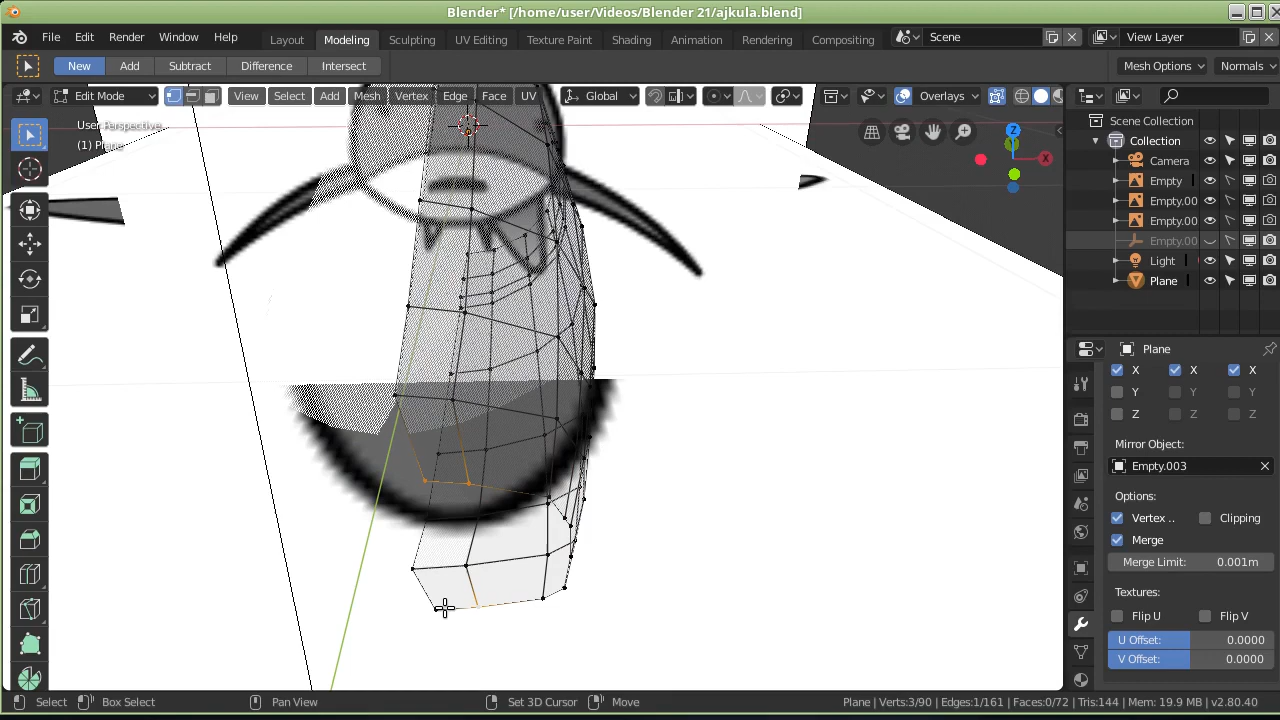 Blender* [/home/user/Videos/Blender 21/ajkula.blend]
File Edit Render Window Help Layout Modeling Sculpting UV Editing Texture Paint Shading Animation Rendering Compositing Scene View Layer
New Add Subtract Difference Intersect Mesh Options Normals
Edit Mode View Select Add Mesh Vertex Edge Face UV Global Overlays
User Perspective
(1) Plane
Z
X
Scene Collection
Collection
Camera
Empty
Empty.00
Empty.00
Empty.00
Light
Plane
Plane
X X X
Y Y Y
Z Z Z
Mirror Object:
Empty.003
Options:
Vertex .. Clipping
Merge
Merge Limit: 0.001m
Textures:
Flip U Flip V
U Offset: 0.0000
V Offset: 0.0000
Select Box Select Pan View Set 3D Cursor Move Plane | Verts:3/90 | Edges:1/161 | Faces:0/72 | Tris:144 | Mem: 19.9 MB | v2.80.40